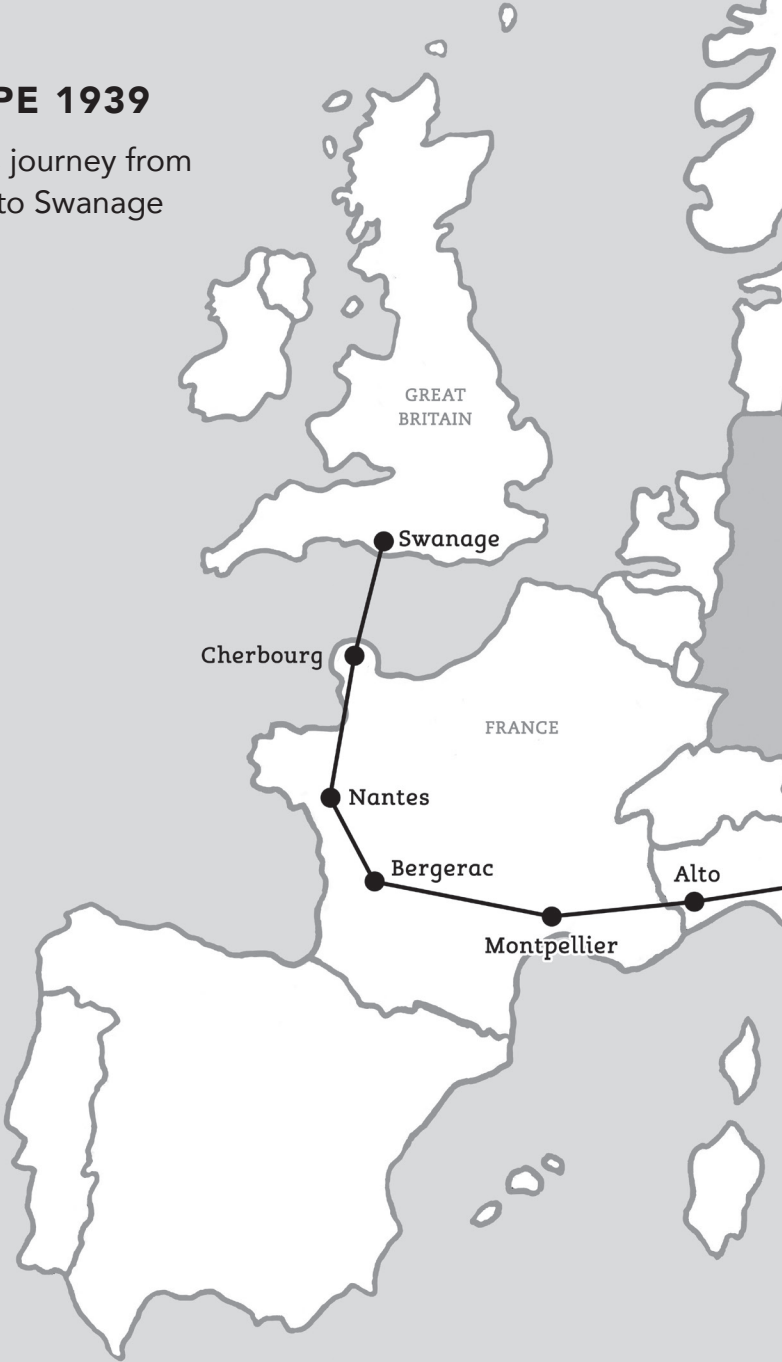 PE 1939
journey from
to Swanage
GREAT
BRITAIN
Swanage
Cherbourg
FRANCE
Nantes
Bergerac
Alto
Montpellier